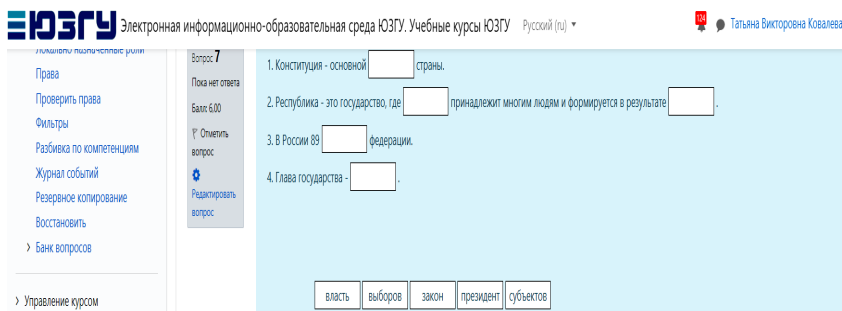 ЮЗГУ Электронная информационно-образовательная среда ЮЗГУ. Учебные курсы ЮЗГУ Русский (ru) 124 Татьяна Викторовна Ковалева
Локально назначенные роли
Права
Проверить права
Фильтры
Разбивка по компетенциям
Журнал событий
Резервное копирование
Восстановить
Банк вопросов
Управление курсом
Вопрос 7
Пока нет ответа
Балл: 6,00
Отметить
вопрос
Редактировать
вопрос
1. Конституция - основной страны.
2. Республика - это государство, где принадлежит многим людям и формируется в результате .
3. В России 89 федерации.
4. Глава государства - .
власть выборов закон президент субъектов